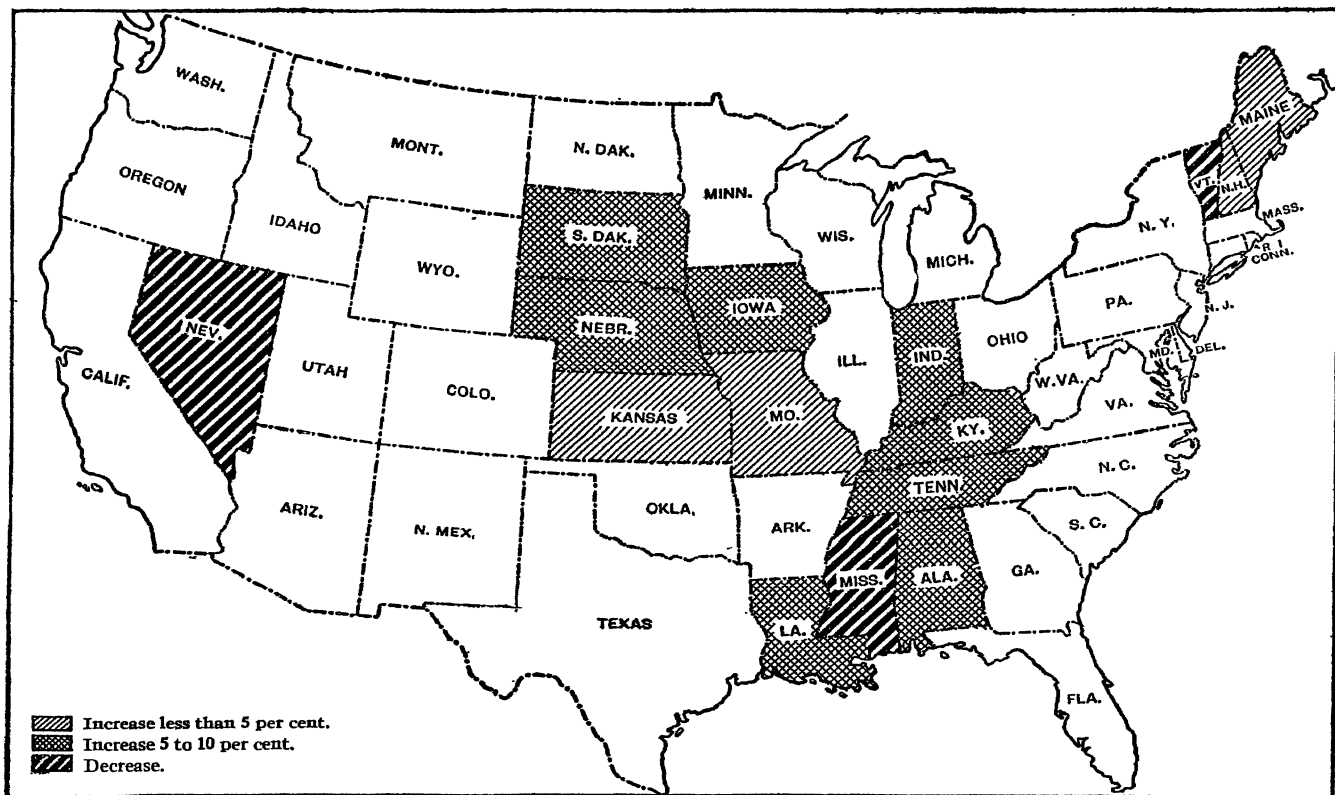 WASH.
OREGON
CALIF.
NEV.
IDAHO
MONT.
WYO.
UTAH
COLO.
ARIZ.
N. MEX.
N. DAK.
S. DAK.
NEBR.
KANSAS
OKLA.
TEXAS
MINN.
IOWA
MO.
ARK.
LA.
WIS.
ILL.
MICH.
IND.
OHIO
KY.
TENN.
MISS.
ALA.
GA.
FLA.
S. C.
N. C.
VA.
W. VA.
MD.
DEL.
PA.
N. J.
N. Y.
CONN.
R I
MASS.
VT.
N.H.
MAINE
Increase less than 5 per cent.
Increase 5 to 10 per cent.
Decrease.